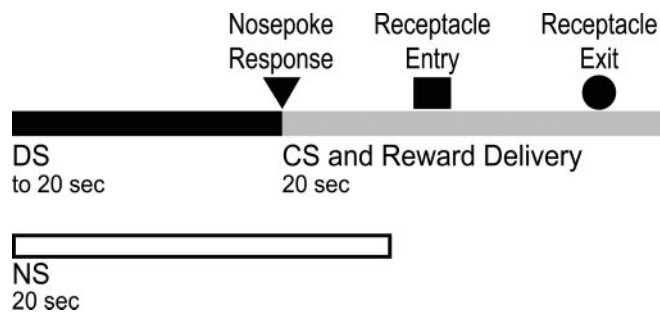 Nosepoke Receptacle Receptacle
Response Entry Exit
DS CS and Reward Delivery
to 20 sec 20 sec
NS
20 sec